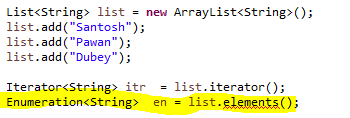 List<String> list = new ArrayList<String>();
list.add("Santosh");
list.add("Pawan");
list.add("Dubey");
Iterator<String> itr  = list.iterator();
Enumeration<String>  en = list.elements();